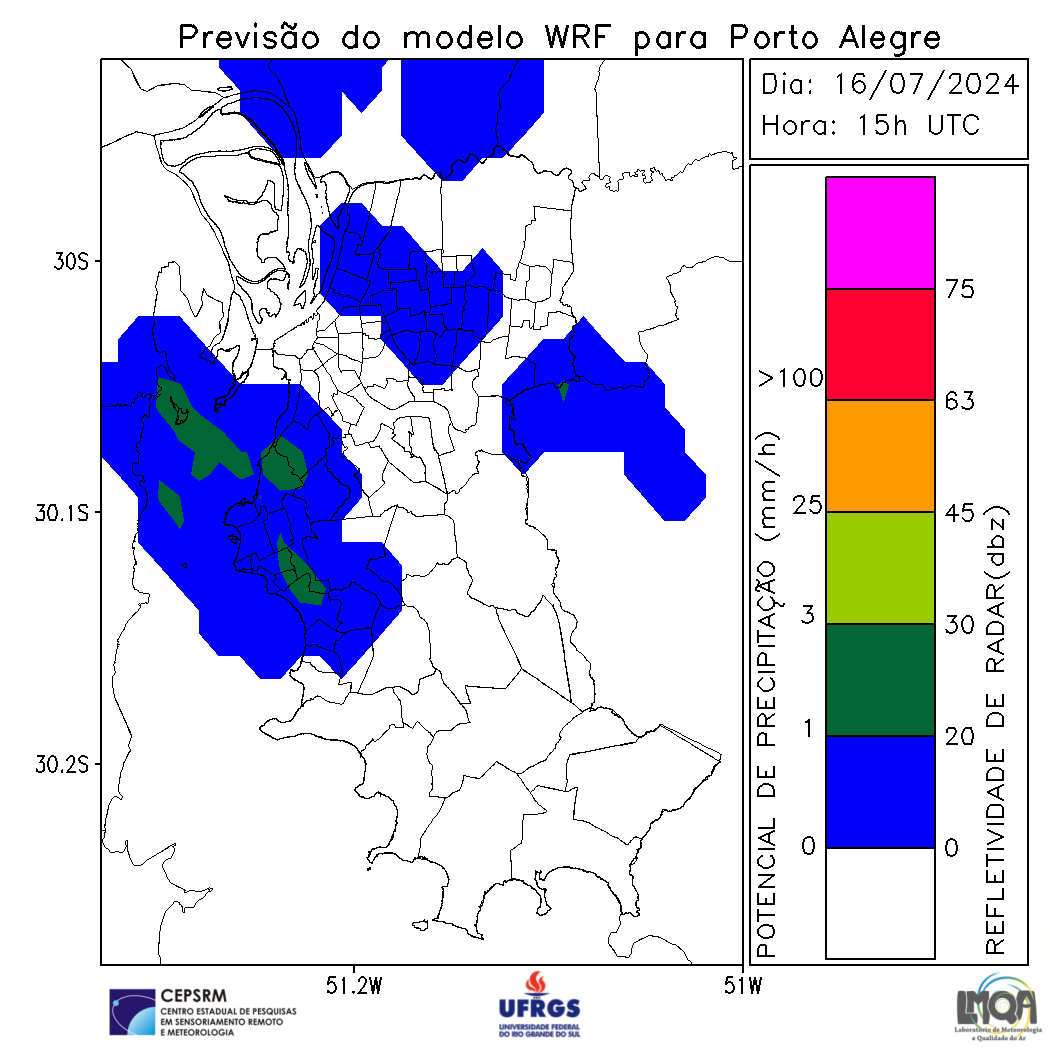 Previsão do modelo WRF para Porto Alegre
Dia: 16/07/2024
Hora: 15h UTC
30S
30.1S
30.2S
51.2W
51W
POTENCIAL DE PRECIPITAÇÃO (mm/h)
>100
25
3
1
0
75
63
45
30
20
0
REFLETIVIDADE DE RADAR(dbz)
CEPSRM
CENTRO ESTADUAL DE PESQUISAS
EM SENSORIAMENTO REMOTO
E METEOROLOGIA
UFRGS
UNIVERSIDADE FEDERAL
DO RIO GRANDE DO SUL
LMQA
Laboratório de Meteorologia
e Qualidade do Ar